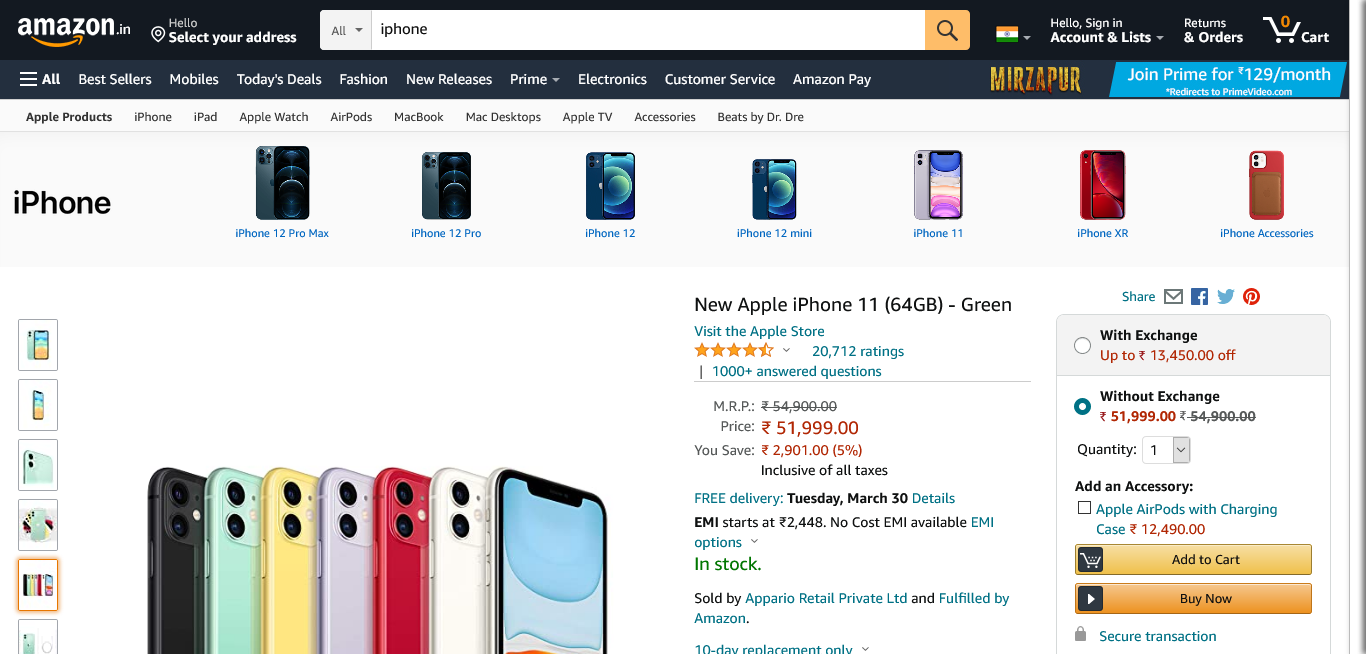 amazon.in
Hello
Select your address
All
iphone
Hello, Sign in
Account & Lists
Returns
& Orders
0
Cart
All
Best Sellers
Mobiles
Today's Deals
Fashion
New Releases
Prime
Electronics
Customer Service
Amazon Pay
MIRZAPUR
Join Prime for ₹129/month
*Redirects to PrimeVideo.com
Apple Products
iPhone
iPad
Apple Watch
AirPods
MacBook
Mac Desktops
Apple TV
Accessories
Beats by Dr. Dre
iPhone
iPhone 12 Pro Max
iPhone 12 Pro
iPhone 12
iPhone 12 mini
iPhone 11
iPhone XR
iPhone Accessories
New Apple iPhone 11 (64GB) - Green
Visit the Apple Store
20,712 ratings
| 1000+ answered questions
M.R.P.: ₹ 54,900.00
Price: ₹ 51,999.00
You Save: ₹ 2,901.00 (5%)
Inclusive of all taxes
FREE delivery: Tuesday, March 30 Details
EMI starts at ₹2,448. No Cost EMI available EMI
options
In stock.
Sold by Appario Retail Private Ltd and Fulfilled by
Amazon.
10-day replacement only
Share
With Exchange
Up to ₹ 13,450.00 off
Without Exchange
₹ 51,999.00 ₹ 54,900.00
Quantity: 1
Add an Accessory:
Apple AirPods with Charging
Case ₹ 12,490.00
Add to Cart
Buy Now
Secure transaction